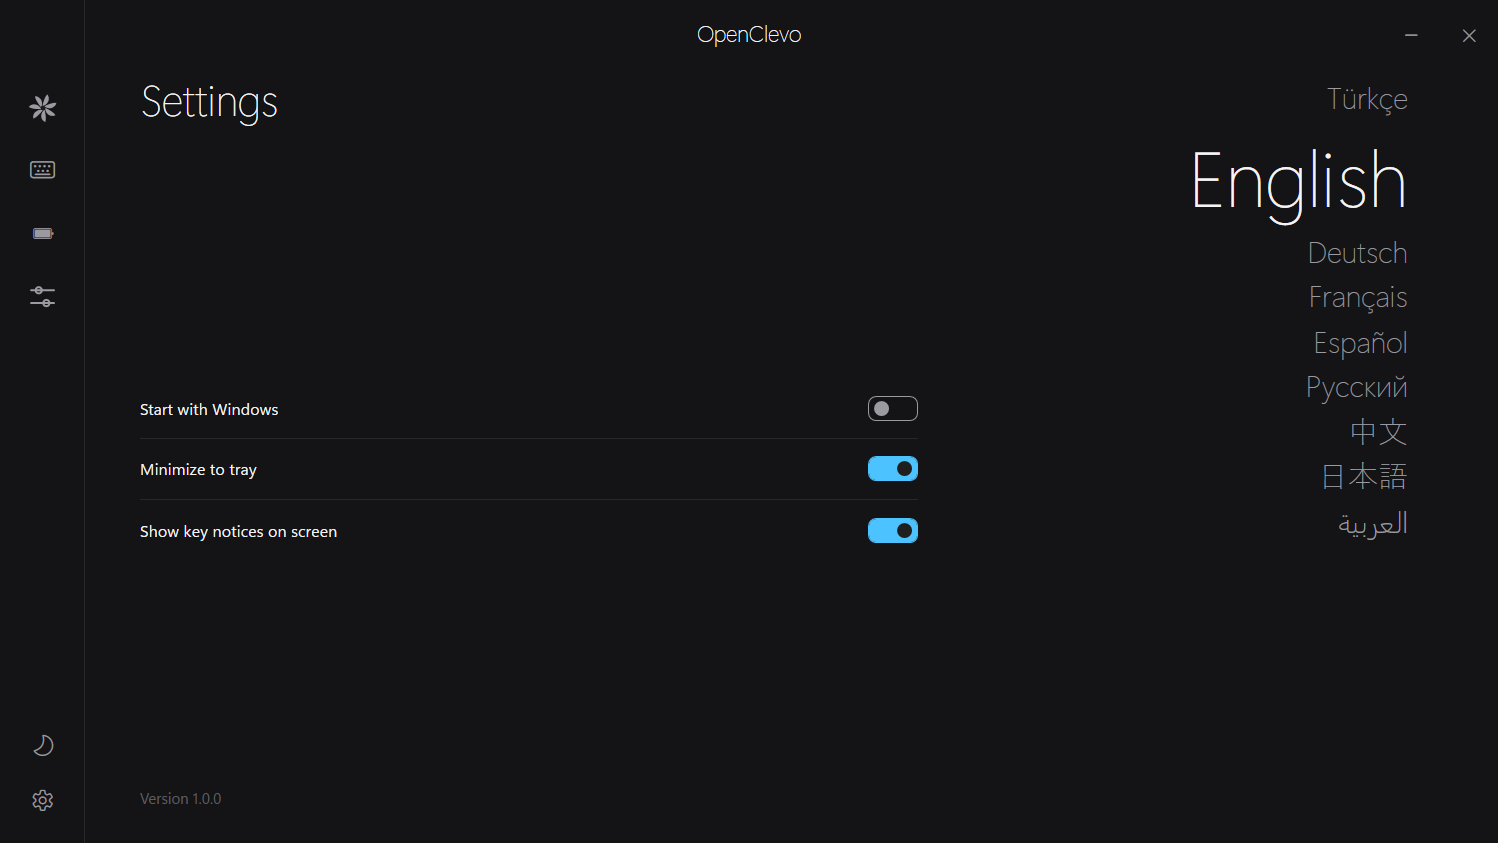 OpenClevo
Settings
Türkçe
English
Deutsch
Français
Español
Русский
中文
日本語
العربية
Start with Windows
Minimize to tray
Show key notices on screen
Version 1.0.0